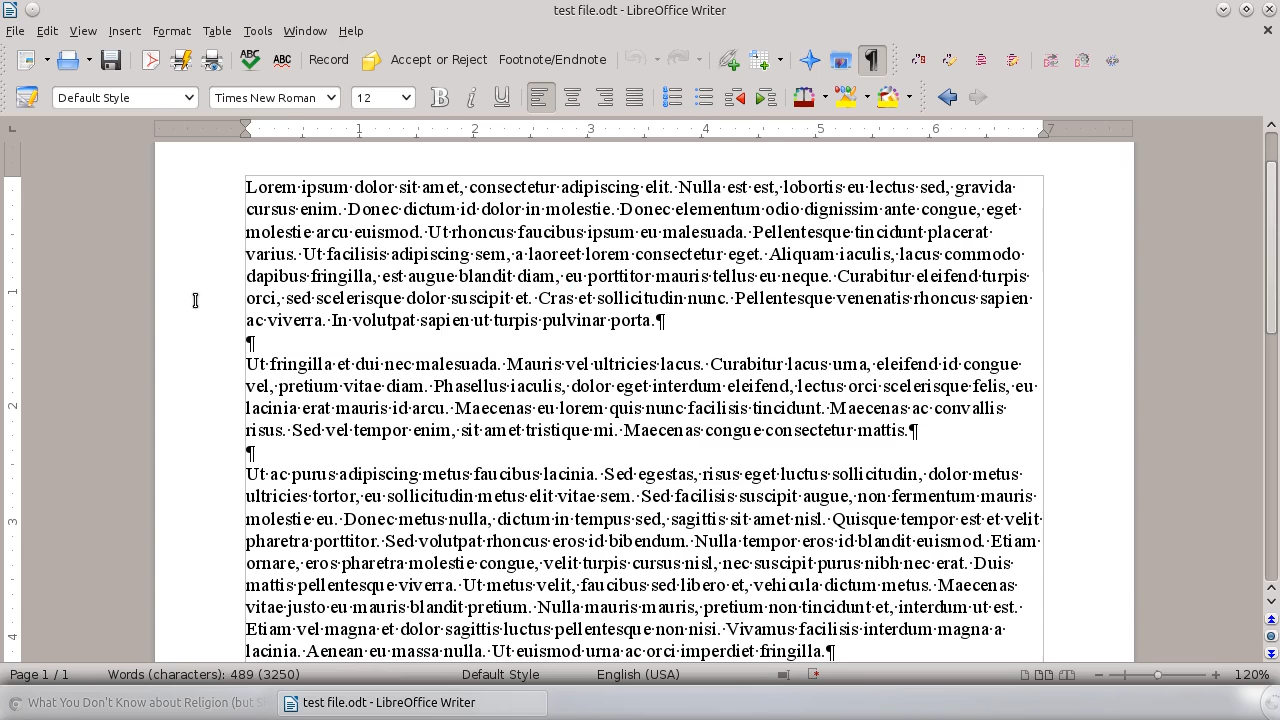 test file.odt - LibreOffice Writer
File Edit View Insert Format Table Tools Window Help
ABC ABC Record Accept or Reject Footnote/Endnote
Default Style Times New Roman 12
1 2 3 4 5 6 7
Lorem·ipsum·dolor·sit·amet,·consectetur·adipiscing·elit.·Nulla·est·est,·lobortis·eu·lectus·sed,·gravida·
cursus·enim.·Donec·dictum·id·dolor·in·molestie.·Donec·elementum·odio·dignissim·ante·congue,·eget·
molestie·arcu·euismod.·Ut·rhoncus·faucibus·ipsum·eu·malesuada.·Pellentesque·tincidunt·placerat·
varius.·Ut·facilisis·adipiscing·sem,·a·laoreet·lorem·consectetur·eget.·Aliquam·iaculis,·lacus·commodo·
dapibus·fringilla,·est·augue·blandit·diam,·eu·porttitor·mauris·tellus·eu·neque.·Curabitur·eleifend·turpis·
orci,·sed·scelerisque·dolor·suscipit·et.·Cras·et·sollicitudin·nunc.·Pellentesque·venenatis·rhoncus·sapien·
ac·viverra.·In·volutpat·sapien·ut·turpis·pulvinar·porta.¶
¶
Ut·fringilla·et·dui·nec·malesuada.·Mauris·vel·ultricies·lacus.·Curabitur·lacus·urna,·eleifend·id·congue·
vel,·pretium·vitae·diam.·Phasellus·iaculis,·dolor·eget·interdum·eleifend,·lectus·orci·scelerisque·felis,·eu·
lacinia·erat·mauris·id·arcu.·Maecenas·eu·lorem·quis·nunc·facilisis·tincidunt.·Maecenas·ac·convallis·
risus.·Sed·vel·tempor·enim,·sit·amet·tristique·mi.·Maecenas·congue·consectetur·mattis.¶
¶
Ut·ac·purus·adipiscing·metus·faucibus·lacinia.·Sed·egestas,·risus·eget·luctus·sollicitudin,·dolor·metus·
ultricies·tortor,·eu·sollicitudin·metus·elit·vitae·sem.·Sed·facilisis·suscipit·augue,·non·fermentum·mauris·
molestie·eu.·Donec·metus·nulla,·dictum·in·tempus·sed,·sagittis·sit·amet·nisl.·Quisque·tempor·est·et·velit·
pharetra·porttitor.·Sed·volutpat·rhoncus·eros·id·bibendum.·Nulla·tempor·eros·id·blandit·euismod.·Etiam·
ornare,·eros·pharetra·molestie·congue,·velit·turpis·cursus·nisl,·nec·suscipit·purus·nibh·nec·erat.·Duis·
mattis·pellentesque·viverra.·Ut·metus·velit,·faucibus·sed·libero·et,·vehicula·dictum·metus.·Maecenas·
vitae·justo·eu·mauris·blandit·pretium.·Nulla·mauris·mauris,·pretium·non·tincidunt·et,·interdum·ut·est.·
Etiam·vel·magna·et·dolor·sagittis·luctus·pellentesque·non·nisi.·Vivamus·facilisis·interdum·magna·a·
lacinia.·Aenean·eu·massa·nulla.·Ut·euismod·urna·ac·orci·imperdiet·fringilla.¶
1
2
3
4
Page 1 / 1 Words (characters): 489 (3250) Default Style English (USA) 120%
What You Don't Know about Religion (but test file.odt - LibreOffice Writer